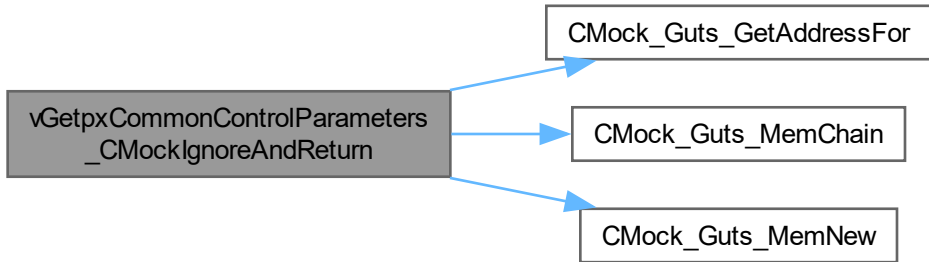 CMock_Guts_GetAddressFor
vGetpxCommonControlParameters
_CMockIgnoreAndReturn
CMock_Guts_MemChain
CMock_Guts_MemNew